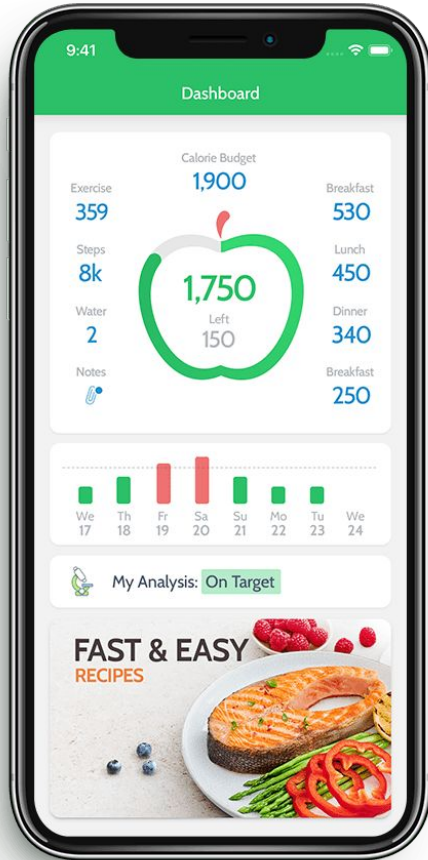 9:41
Dashboard
Calorie Budget
1,900
Exercise
359
Steps
8k
Water
2
Notes
1,750
Left
150
Breakfast
530
Lunch
450
Dinner
340
Breakfast
250
We Th Fr Sa Su Mo Tu We
17 18 19 20 21 22 23 24
My Analysis: On Target
FAST & EASY
RECIPES